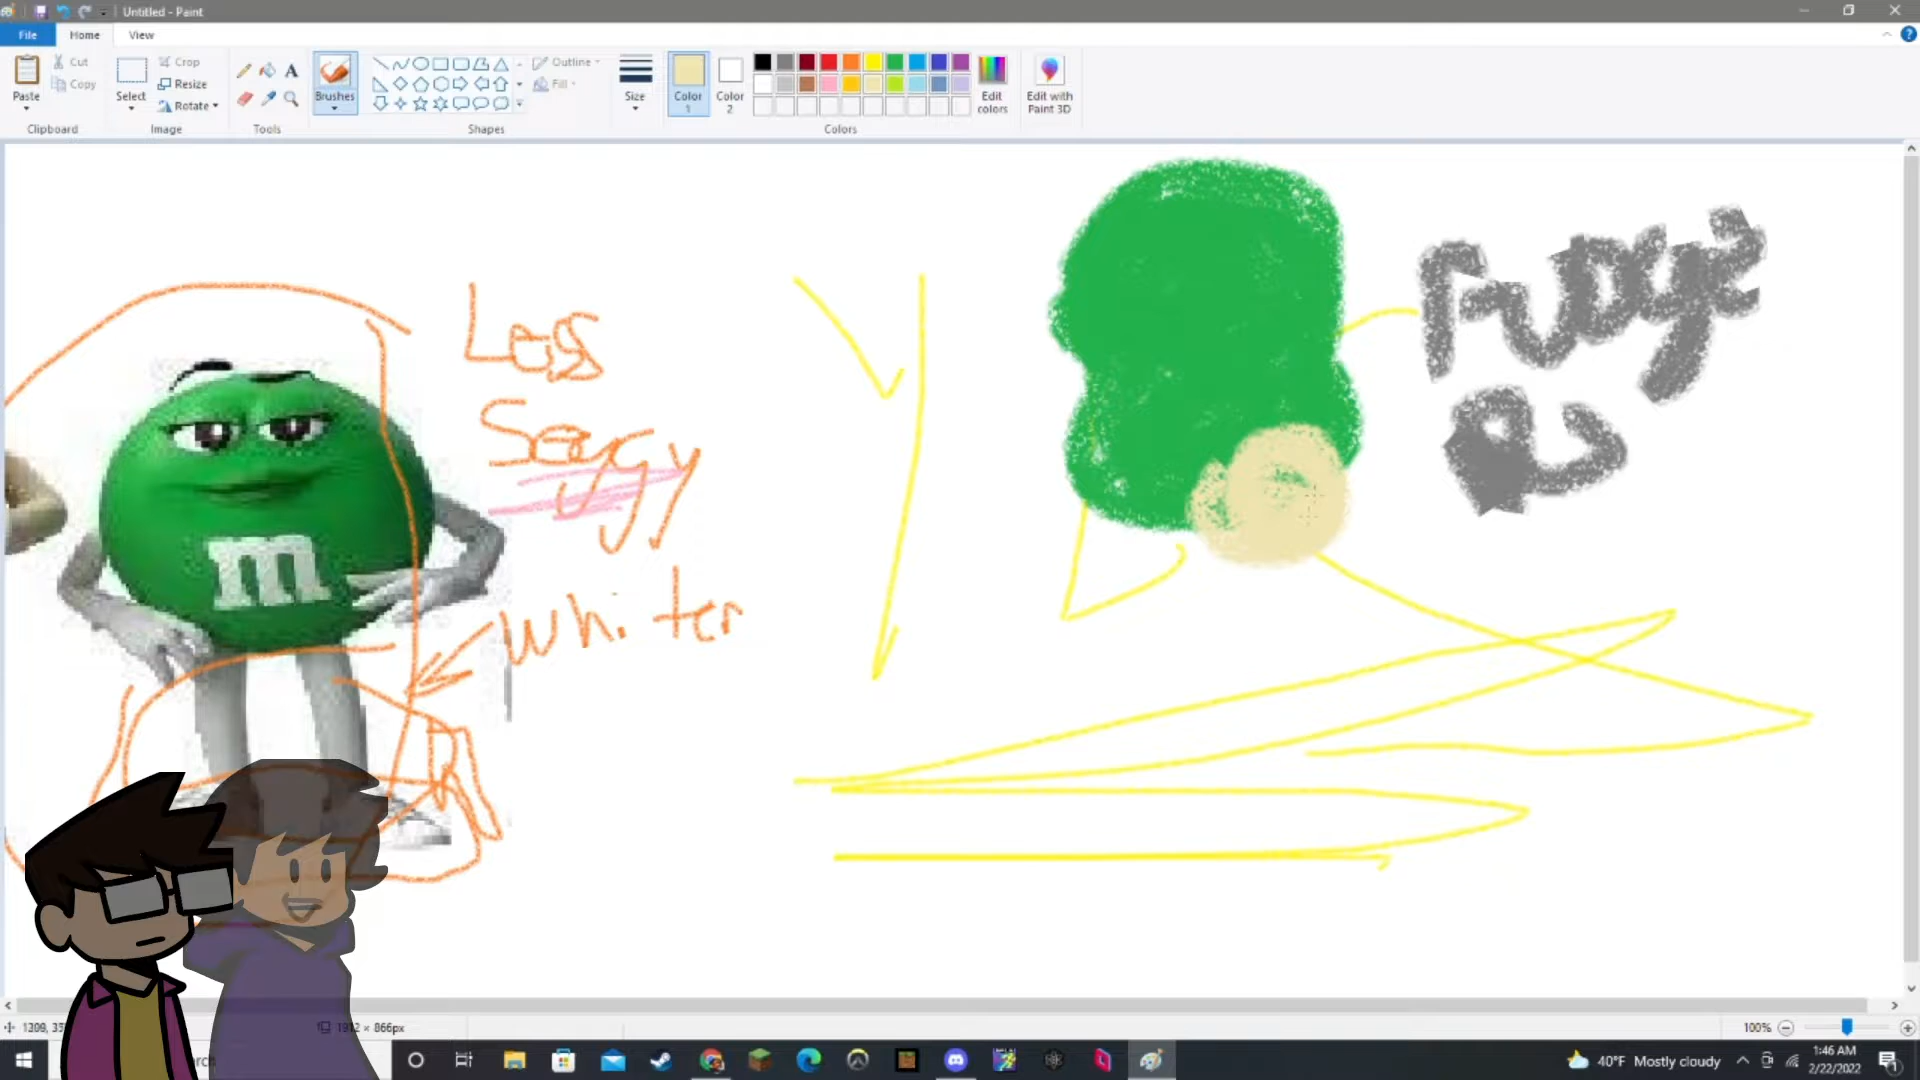 Untitled - Paint
File Home View
Paste
Cut
Copy
Clipboard
Select
Crop
Resize
Rotate
Image
Tools
Brushes
Shapes
Outline
Fill
Size
Color 1
Color 2
Colors
Edit colors
Edit with Paint 3D
Less
Whiter
m
1912 × 866px
100%
40°F Mostly cloudy
1:46 AM
2/22/2022